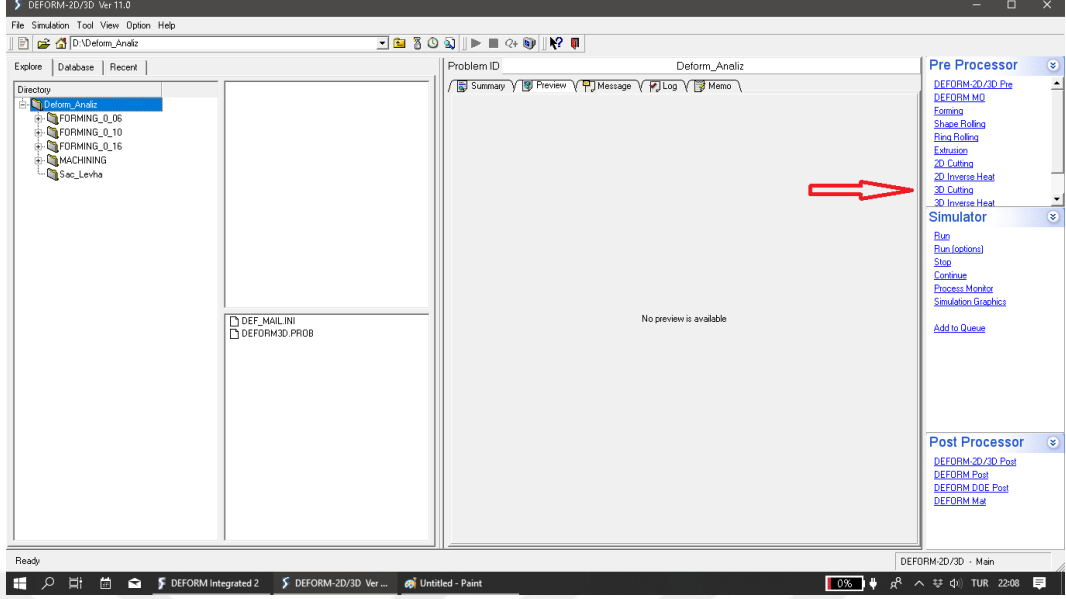 DEFORM-2D/3D Ver 11.0
File Simulation Tool View Option Help
D:\Deform_Analiz
Explore Database Recent
Directory
Deform_Analiz
FORMING_0_06
FORMING_0_10
FORMING_0_16
MACHINING
Sac_Levha
DEF_MAIL.INI
DEFORM3D.PROB
Problem ID Deform_Analiz
Summary Preview Message Log Memo
No preview is available
Pre Processor
DEFORM-2D/3D Pre
DEFORM MO
Forming
Shape Rolling
Ring Rolling
Extrusion
2D Cutting
2D Inverse Heat
3D Cutting
3D Inverse Heat
Simulator
Run
Run (options)
Stop
Continue
Process Monitor
Simulation Graphics
Add to Queue
Post Processor
DEFORM-2D/3D Post
DEFORM Post
DEFORM DOE Post
DEFORM Mat
Ready
DEFORM-2D/3D - Main
DEFORM Integrated 2 DEFORM-2D/3D Ver ... Untitled - Paint 0% TUR 22:08